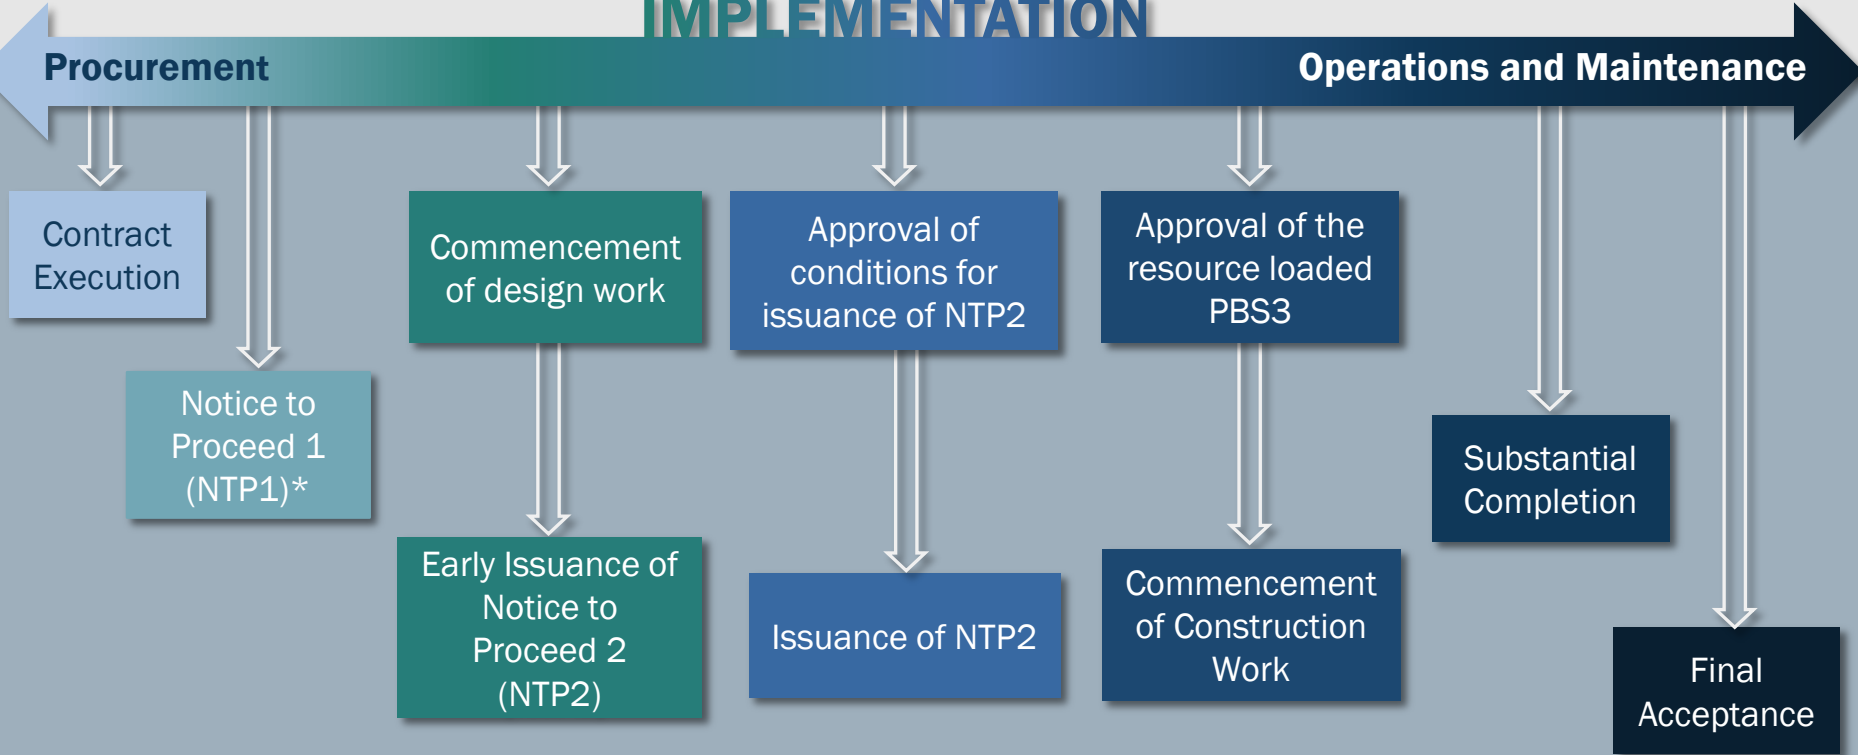 IMPLEMENTATION
Procurement
Operations and Maintenance
Contract
Execution
Notice to
Proceed 1
(NTP1)*
Commencement
of design work
Early Issuance of
Notice to
Proceed 2
(NTP2)
Approval of
conditions for
issuance of NTP2
Issuance of NTP2
Approval of the
resource loaded
PBS3
Commencement
of Construction
Work
Substantial
Completion
Final
Acceptance